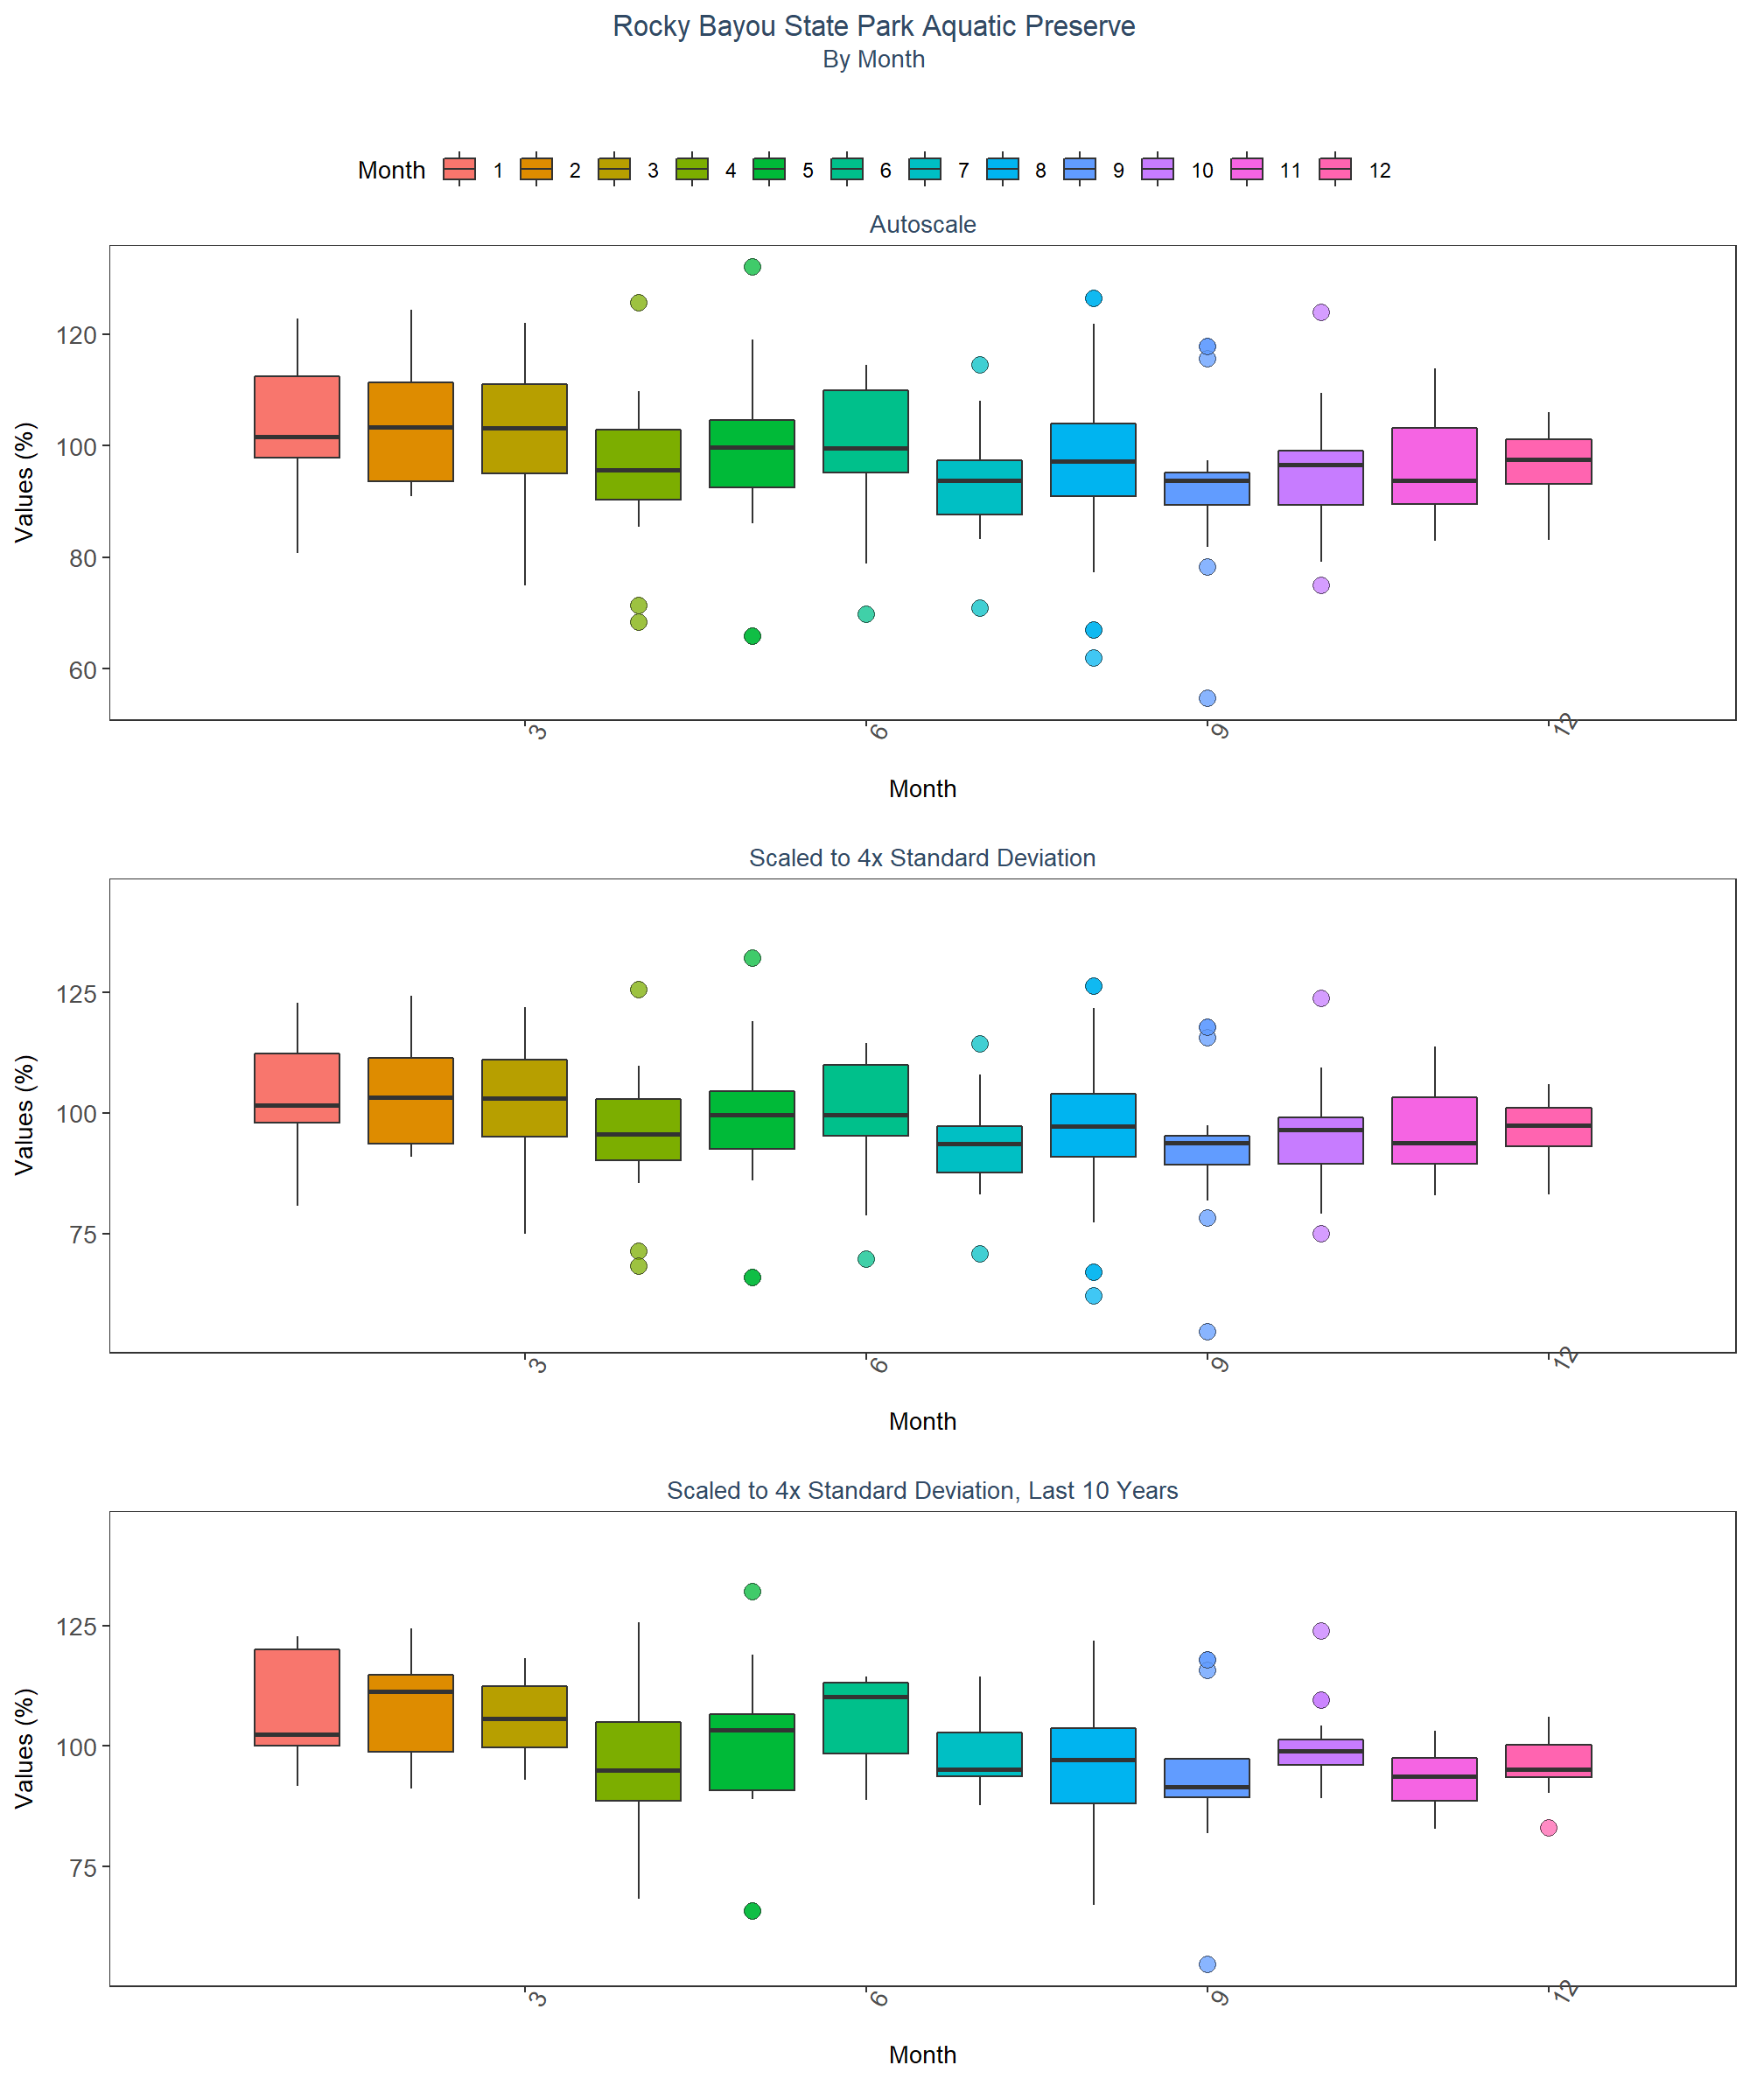 Rocky Bayou State Park Aquatic Preserve
By Month
Month 1 2 3 4 5 6 7 8 9 10 11 12
Autoscale
120
100
80
60
Values (%)
3 6 9 12
Month
Scaled to 4x Standard Deviation
125
100
75
Values (%)
3 6 9 12
Month
Scaled to 4x Standard Deviation, Last 10 Years
125
100
75
Values (%)
3 6 9 12
Month